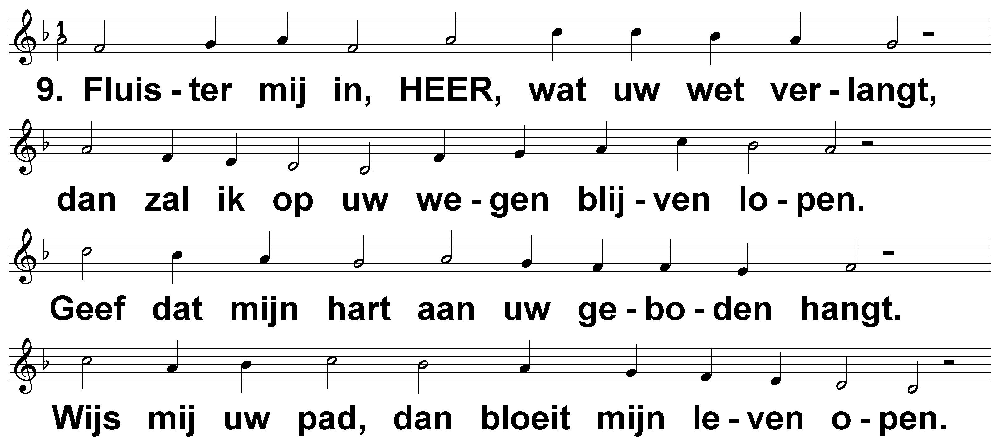 1
9. Fluis - ter mij in, HEER, wat uw wet ver - langt,
dan zal ik op uw we - gen blij - ven lo - pen.
Geef dat mijn hart aan uw ge - bo - den hangt.
Wijs mij uw pad, dan bloeit mijn le - ven o - pen.